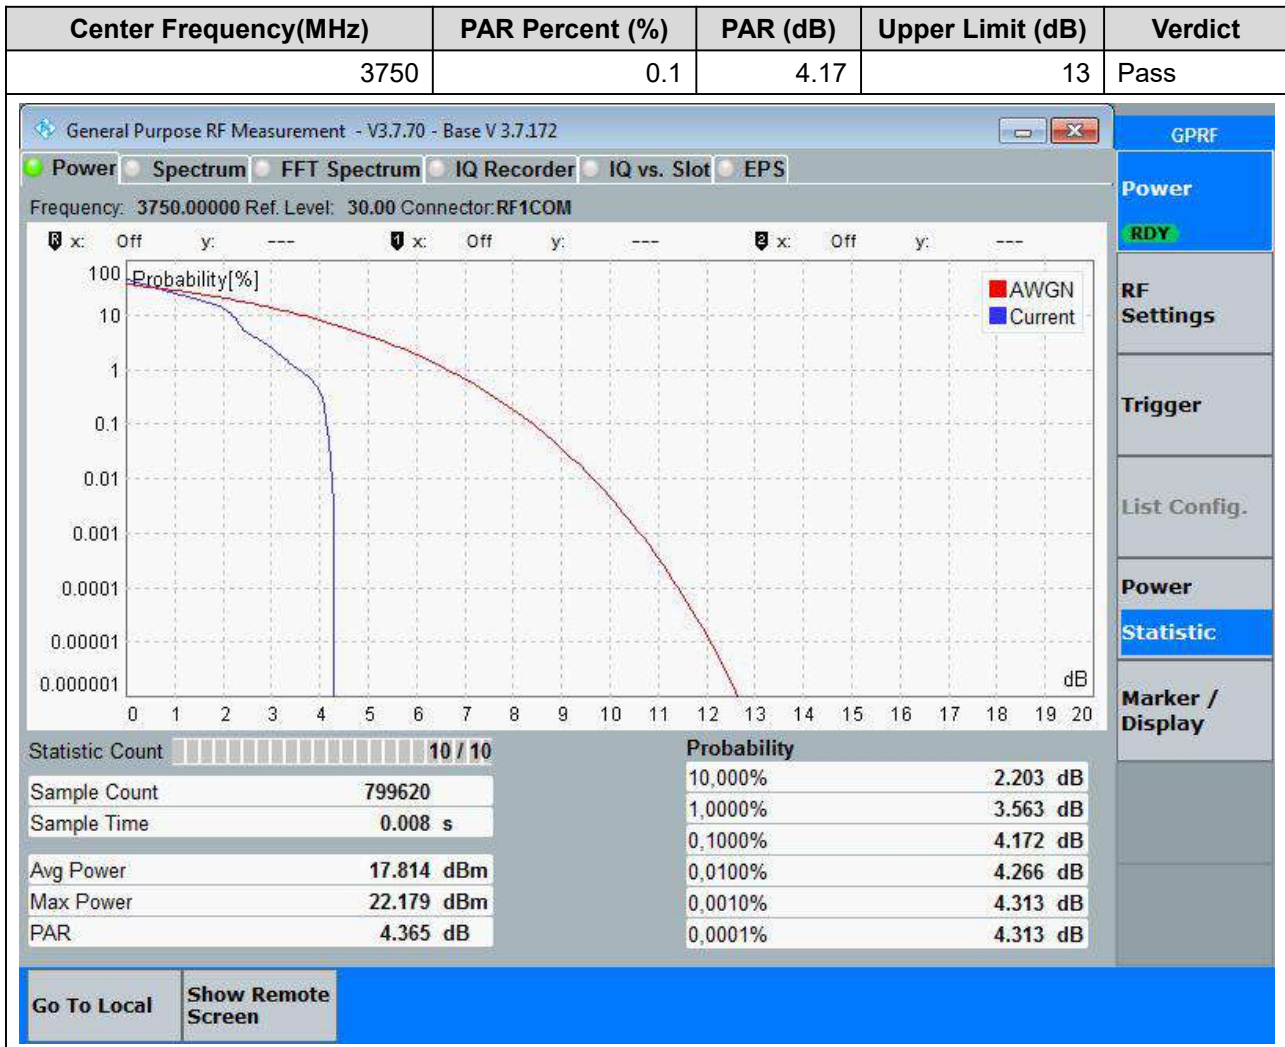 Center Frequency(MHz) PAR Percent (%) PAR (dB) Upper Limit (dB) Verdict
3750 0.1 4.17 13 Pass
General Purpose RF Measurement - V3.7.70 - Base V 3.7.172
GPRF
Power Spectrum FFT Spectrum IQ Recorder IQ vs. Slot EPS
Frequency: 3750.00000 Ref. Level: 30.00 Connector: RF1COM
R x: Off y: --- 1 x: Off y: --- 2 x: Off y: ---
Probability[%]
AWGN
Current
100
10
1
0.1
0.01
0.001
0.0001
0.00001
0.000001
dB
0 1 2 3 4 5 6 7 8 9 10 11 12 13 14 15 16 17 18 19 20
Statistic Count 10 / 10
Sample Count 799620
Sample Time 0.008 s
Avg Power 17.814 dBm
Max Power 22.179 dBm
PAR 4.365 dB
Probability
10,000% 2.203 dB
1,0000% 3.563 dB
0,1000% 4.172 dB
0,0100% 4.266 dB
0,0010% 4.313 dB
0,0001% 4.313 dB
Power
RDY
RF
Settings
Trigger
List Config.
Power
Statistic
Marker /
Display
Go To Local
Show Remote
Screen